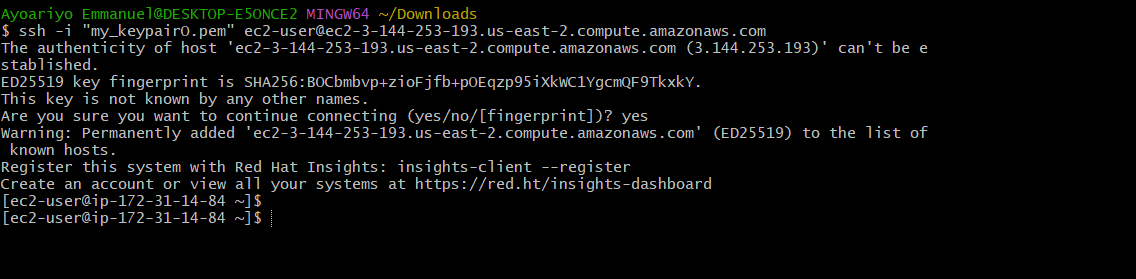 Ayoariyo Emmanuel@DESKTOP-E5ONCE2 MINGW64 ~/Downloads
$ ssh -i "my_keypair0.pem" ec2-user@ec2-3-144-253-193.us-east-2.compute.amazonaws.com
The authenticity of host 'ec2-3-144-253-193.us-east-2.compute.amazonaws.com (3.144.253.193)' can't be e
stablished.
ED25519 key fingerprint is SHA256:BOCbmbvp+zioFjfb+pOEqzp95iXkWC1YgcmQF9TkxkY.
This key is not known by any other names.
Are you sure you want to continue connecting (yes/no/[fingerprint])? yes
Warning: Permanently added 'ec2-3-144-253-193.us-east-2.compute.amazonaws.com' (ED25519) to the list of
 known hosts.
Register this system with Red Hat Insights: insights-client --register
Create an account or view all your systems at https://red.ht/insights-dashboard
[ec2-user@ip-172-31-14-84 ~]$
[ec2-user@ip-172-31-14-84 ~]$